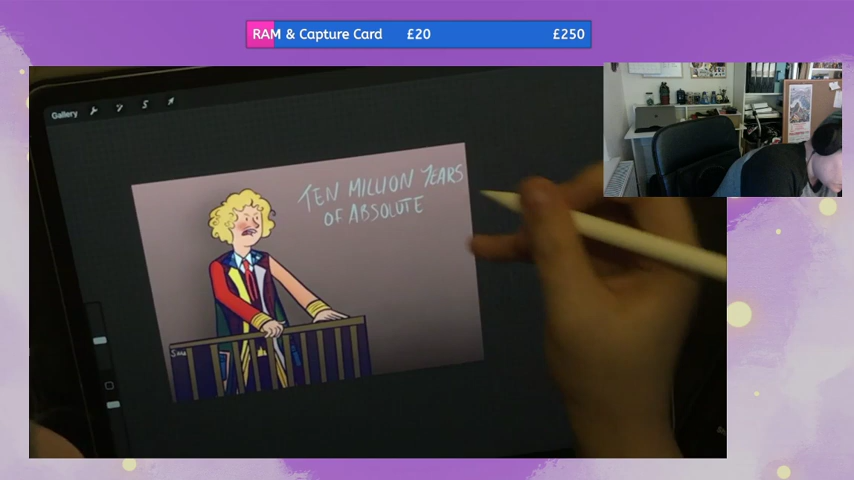 RAM & Capture Card £20 £250
Gallery
TEN MILLION YEARS
OF ABSOLUTE